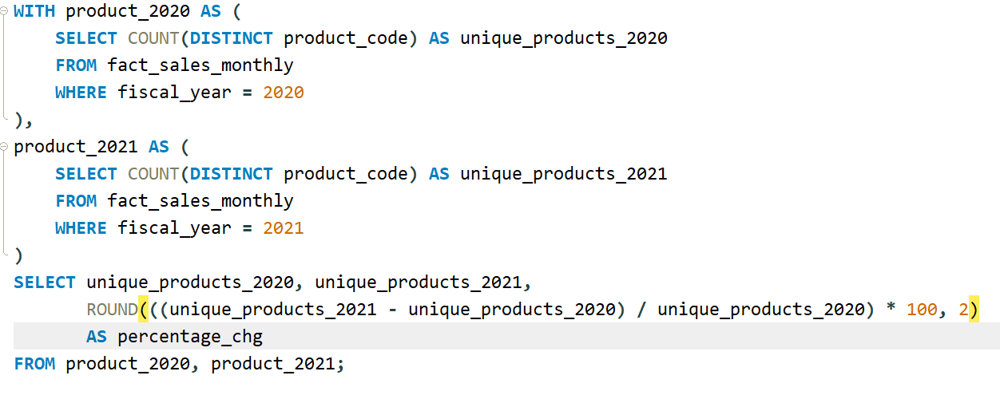 WITH product_2020 AS (
    SELECT COUNT(DISTINCT product_code) AS unique_products_2020
    FROM fact_sales_monthly
    WHERE fiscal_year = 2020
),
product_2021 AS (
    SELECT COUNT(DISTINCT product_code) AS unique_products_2021
    FROM fact_sales_monthly
    WHERE fiscal_year = 2021
)
SELECT unique_products_2020, unique_products_2021,
       ROUND(((unique_products_2021 - unique_products_2020) / unique_products_2020) * 100, 2)
       AS percentage_chg
FROM product_2020, product_2021;